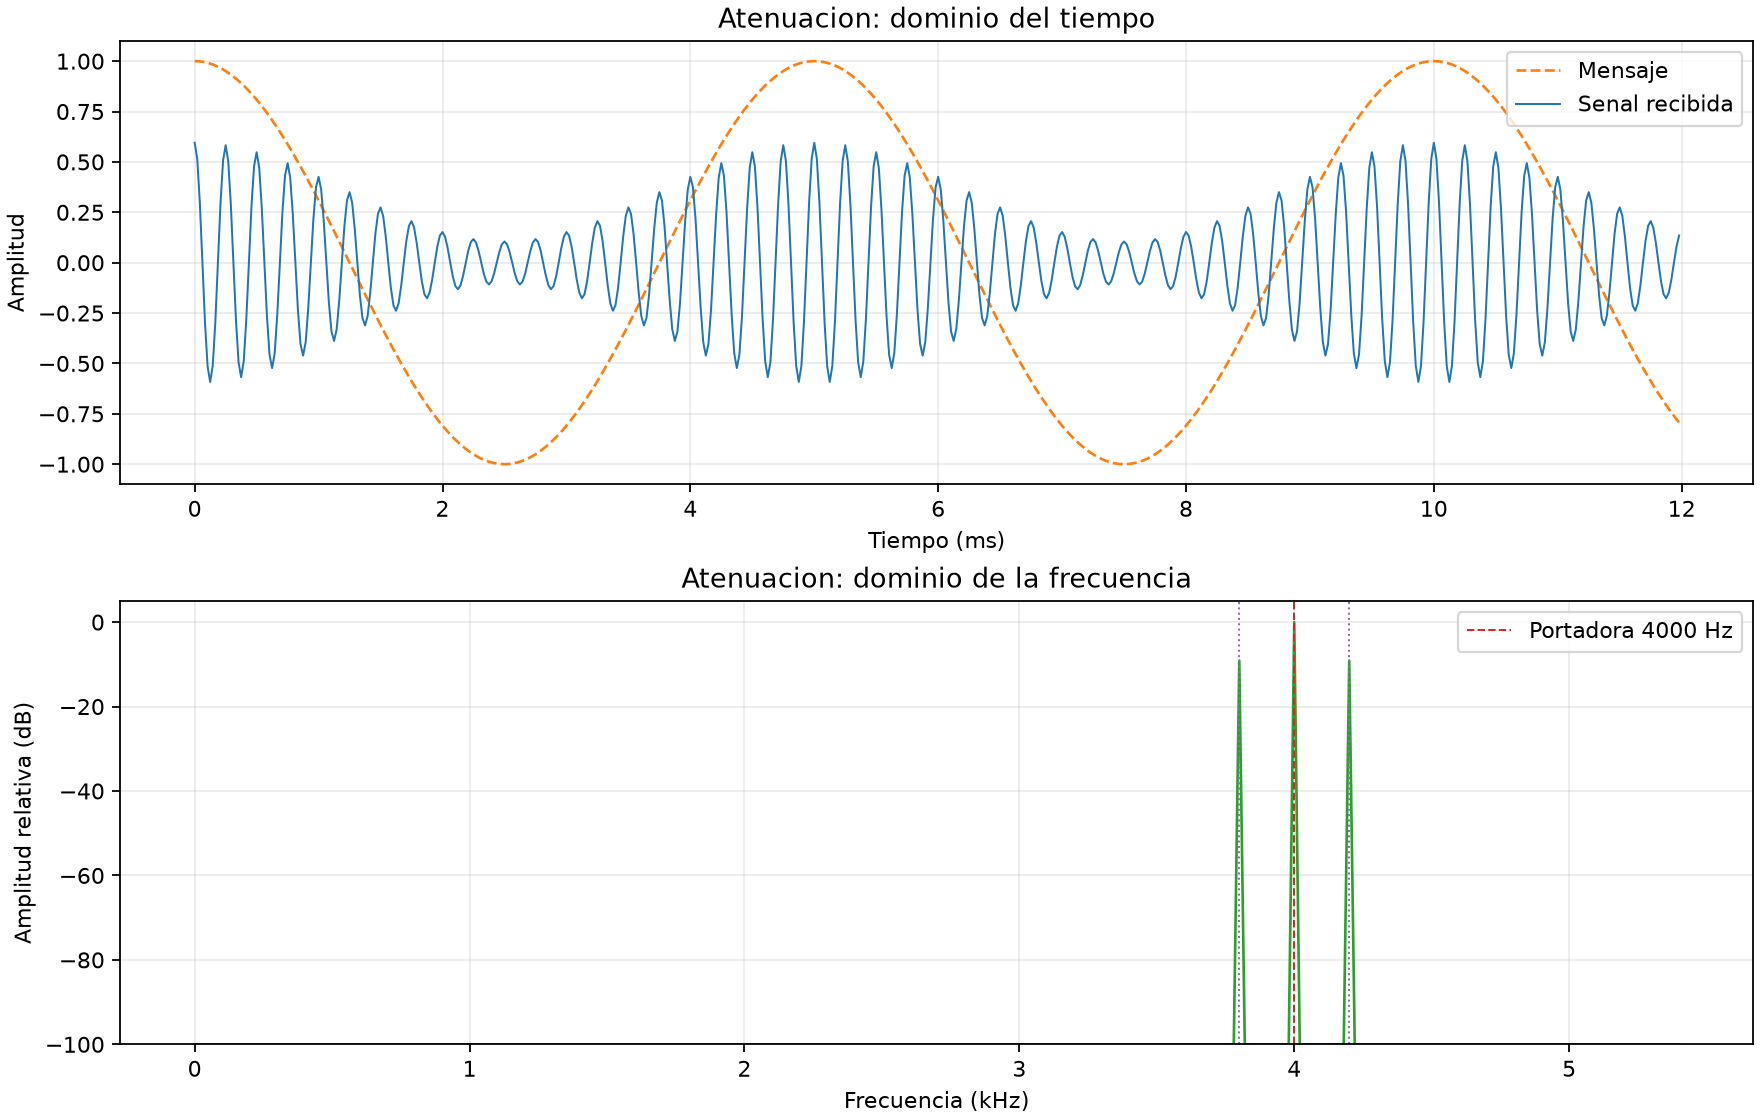 Atenuacion: dominio del tiempo
1.00
0.75
0.50
0.25
0.00
−0.25
−0.50
−0.75
−1.00
Amplitud
Mensaje
Senal recibida
0 2 4 6 8 10 12
Tiempo (ms)
Atenuacion: dominio de la frecuencia
0
−20
−40
−60
−80
−100
Amplitud relativa (dB)
Portadora 4000 Hz
0 1 2 3 4 5
Frecuencia (kHz)